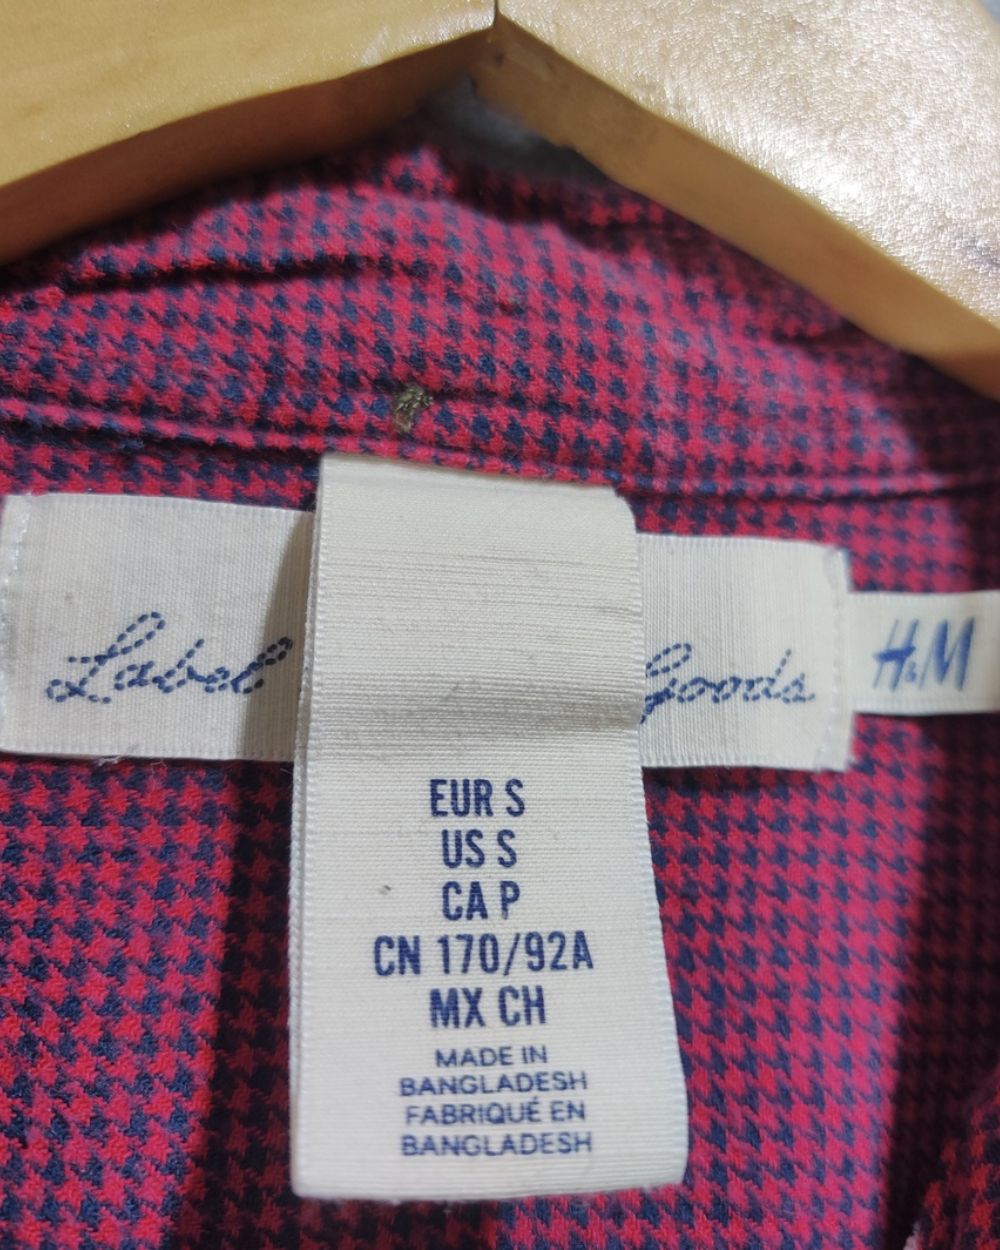 Label Goods
H&M
EUR S
US S
CA P
CN 170/92A
MX CH
MADE IN
BANGLADESH
FABRIQUÉ EN
BANGLADESH